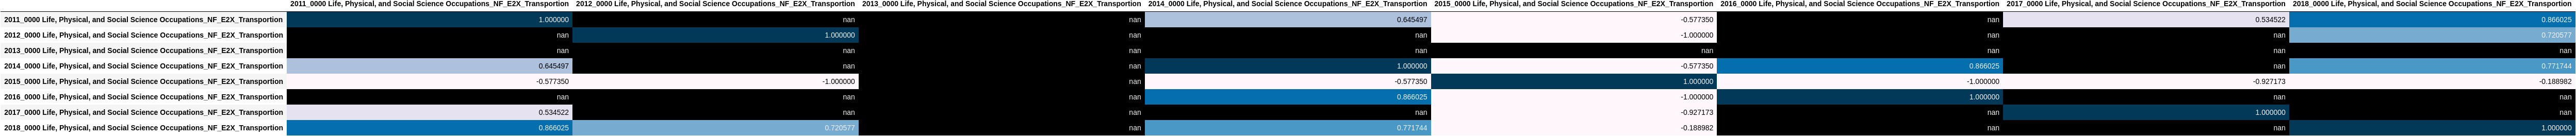 2011_0000 Life, Physical, and Social Science Occupations_NF_E2X_Transportion 2012_0000 Life, Physical, and Social Science Occupations_NF_E2X_Transportion 2013_0000 Life, Physical, and Social Science Occupations_NF_E2X_Transportion 2014_0000 Life, Physical, and Social Science Occupations_NF_E2X_Transportion 2015_0000 Life, Physical, and Social Science Occupations_NF_E2X_Transportion 2016_0000 Life, Physical, and Social Science Occupations_NF_E2X_Transportion 2017_0000 Life, Physical, and Social Science Occupations_NF_E2X_Transportion 2018_0000 Life, Physical, and Social Science Occupations_NF_E2X_Transportion
2011_0000 Life, Physical, and Social Science Occupations_NF_E2X_Transportion 1.000000 nan nan 0.645497 -0.577350 nan 0.534522 0.866025
2012_0000 Life, Physical, and Social Science Occupations_NF_E2X_Transportion nan 1.000000 nan nan -1.000000 nan nan 0.720577
2013_0000 Life, Physical, and Social Science Occupations_NF_E2X_Transportion nan nan nan nan nan nan nan nan
2014_0000 Life, Physical, and Social Science Occupations_NF_E2X_Transportion 0.645497 nan nan 1.000000 -0.577350 0.866025 nan 0.771744
2015_0000 Life, Physical, and Social Science Occupations_NF_E2X_Transportion -0.577350 -1.000000 nan -0.577350 1.000000 -1.000000 -0.927173 -0.188982
2016_0000 Life, Physical, and Social Science Occupations_NF_E2X_Transportion nan nan nan 0.866025 -1.000000 1.000000 nan nan
2017_0000 Life, Physical, and Social Science Occupations_NF_E2X_Transportion 0.534522 nan nan nan -0.927173 nan 1.000000 nan
2018_0000 Life, Physical, and Social Science Occupations_NF_E2X_Transportion 0.866025 0.720577 nan 0.771744 -0.188982 nan nan 1.000000